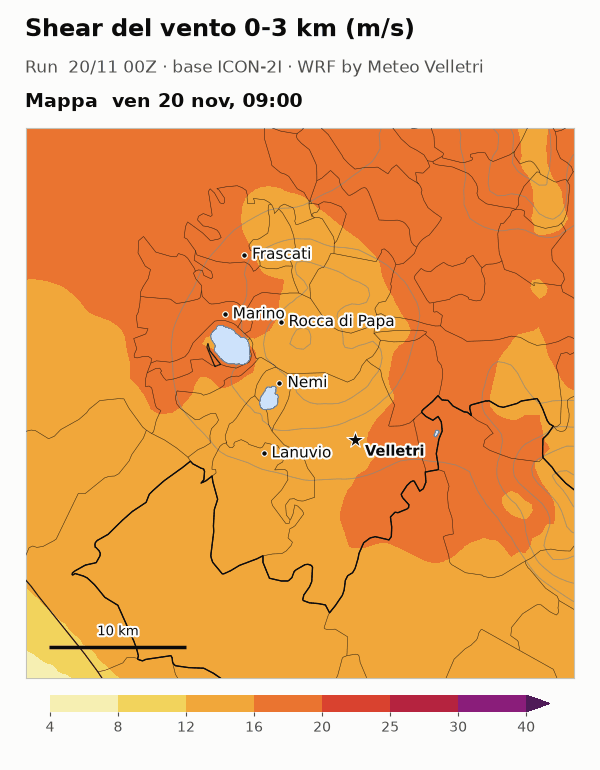 Shear del vento 0-3 km (m/s)
Run  20/11 00Z · base ICON-2I · WRF by Meteo Velletri
Mappa  ven 20 nov, 09:00
Frascati
Marino
Rocca di Papa
Nemi
Velletri
Lanuvio
10 km
4 8 12 16 20 25 30 40